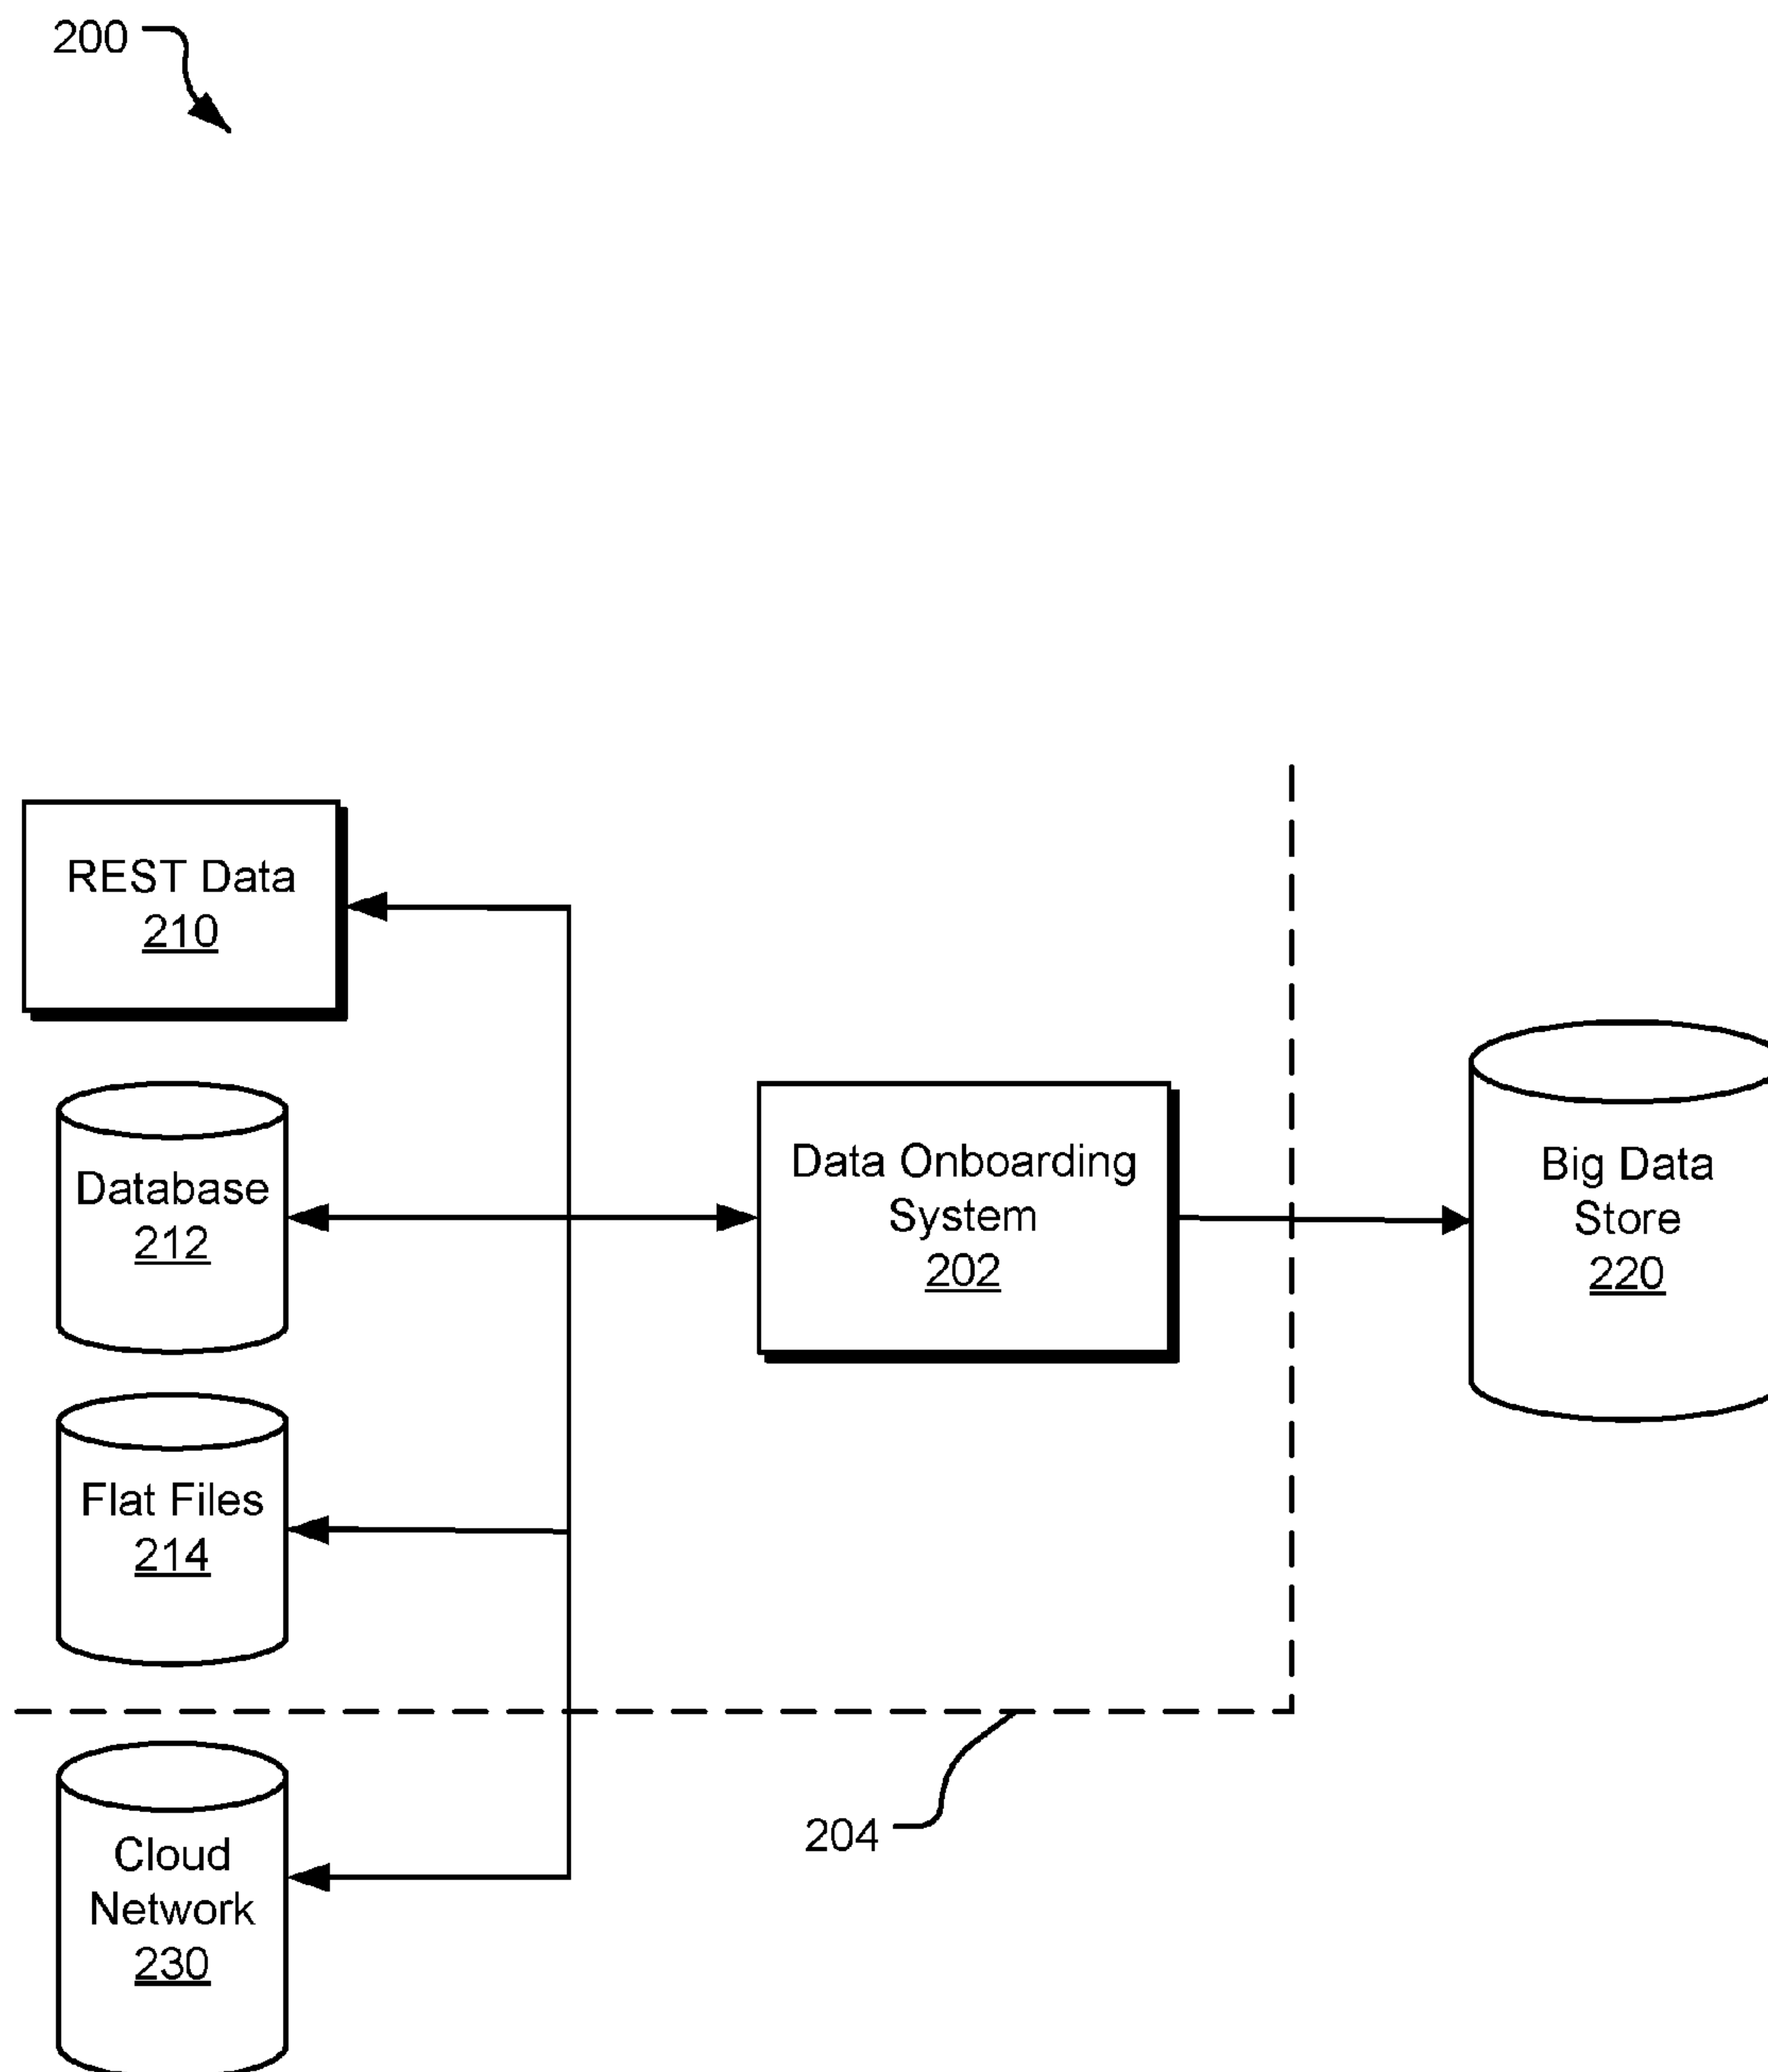 200
REST Data
210
Database
212
Data Onboarding
System
202
Big Data
Store
220
Flat Files
214
204
Cloud
Network
230